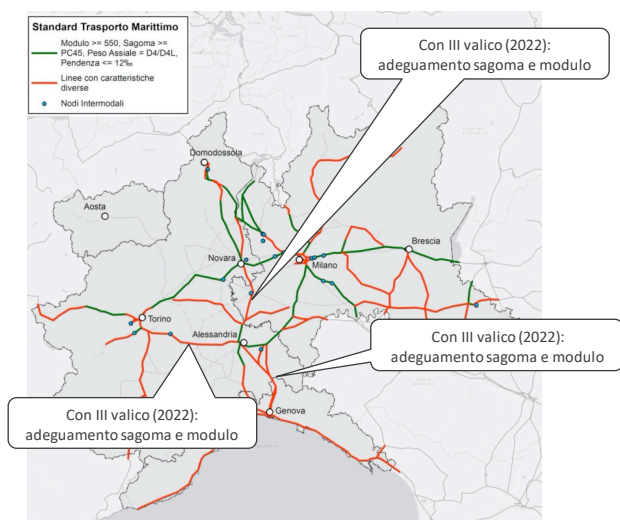 Standard Trasporto Marittimo
Modulo >= 550, Sagoma >=
PC45, Peso Assiale = D4/D4L,
Pendenza <= 12‰
Linee con caratteristiche
diverse
Nodi Intermodali
Con III valico (2022):
adeguamento sagoma e modulo
Domodossola
Aosta
Novara
Milano
Brescia
Torino
Alessandria
Con III valico (2022):
adeguamento sagoma e modulo
Con III valico (2022):
adeguamento sagoma e modulo
Genova